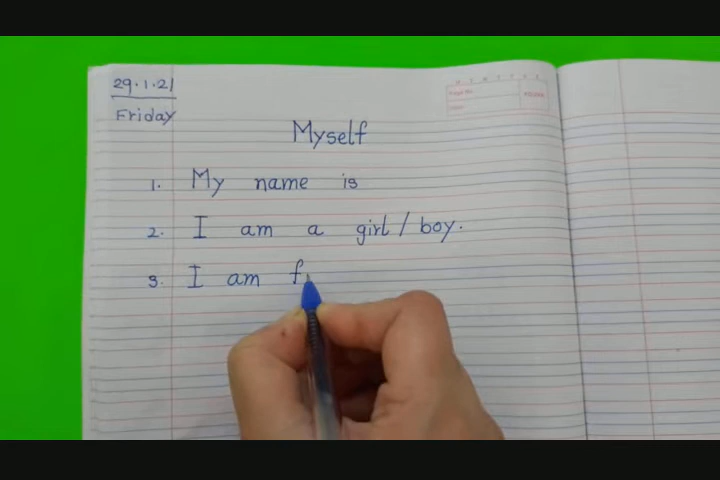 29.1.21
Friday
Myself
1. My name is
2. I am a girl / boy.
3. I am f